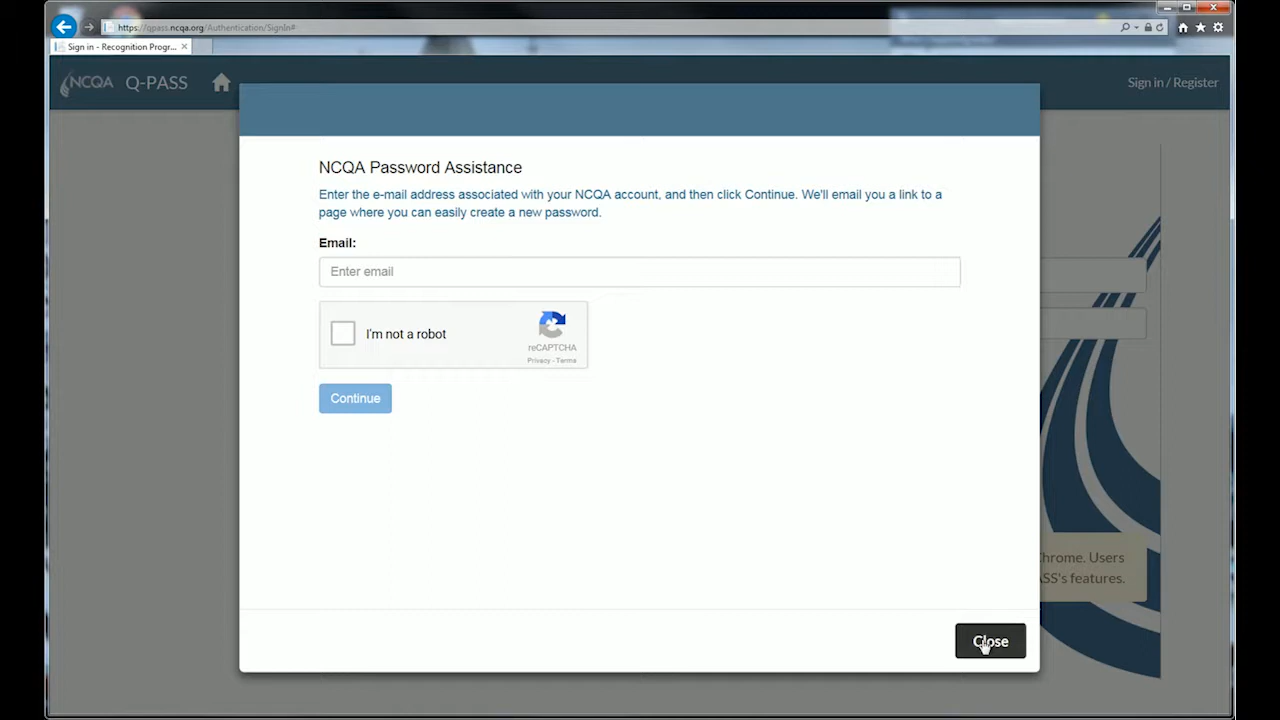 https://qpass.ncqa.org/Authentication/SignIn#
Sign in - Recognition Progr...
NCQA Q-PASS
Sign in / Register
NCQA Password Assistance
Enter the e-mail address associated with your NCQA account, and then click Continue. We'll email you a link to a
page where you can easily create a new password.
Email:
Enter email
I'm not a robot
reCAPTCHA
Privacy - Terms
Continue
Chrome. Users
ASS's features.
Close